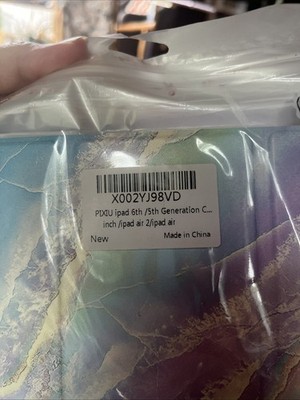 X002YJ98VD
PIXIU ipad 6th /5th Generation C...
inch /ipad air 2/ipad air
New
Made in China